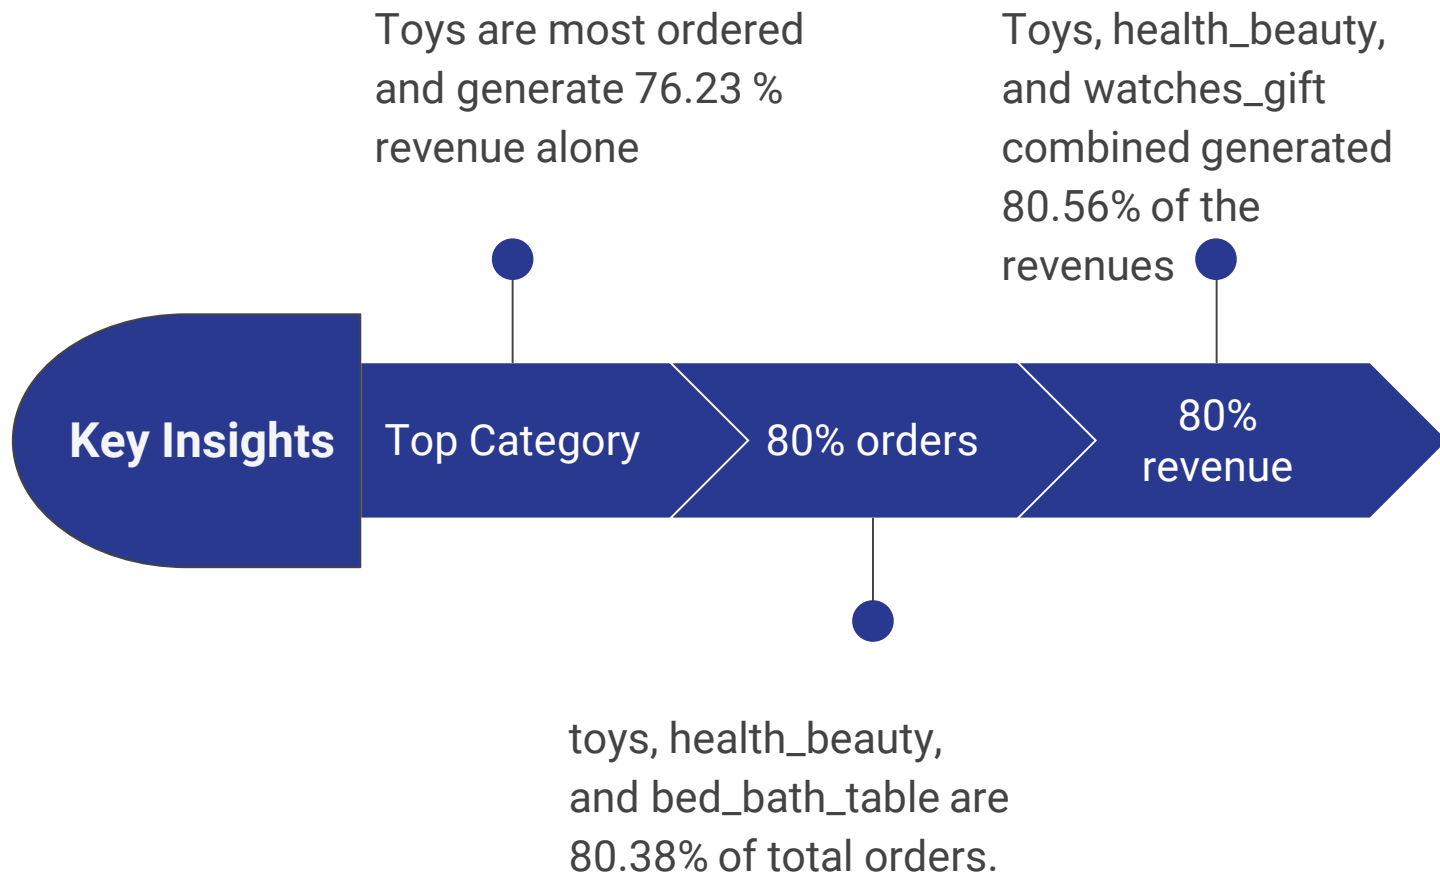 Toys are most ordered
and generate 76.23 %
revenue alone
Toys, health_beauty,
and watches_gift
combined generated
80.56% of the
revenues
Key Insights
Top Category
80% orders
80%
revenue
toys, health_beauty,
and bed_bath_table are
80.38% of total orders.